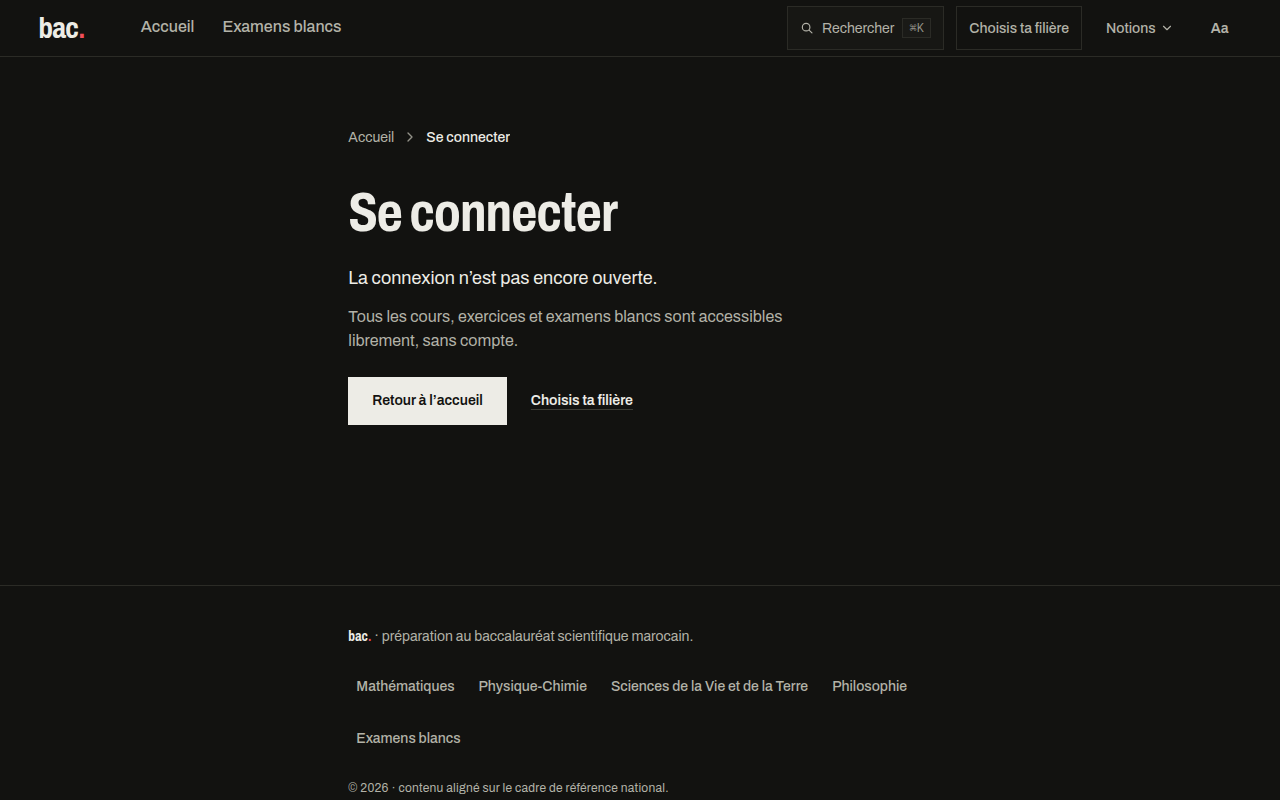 bac.
Accueil
Examens blancs
Rechercher ⌘K
Choisis ta filière
Notions
Aa
Accueil
Se connecter
Se connecter
La connexion n’est pas encore ouverte.
Tous les cours, exercices et examens blancs sont accessibles
librement, sans compte.
Retour à l’accueil
Choisis ta filière
bac. · préparation au baccalauréat scientifique marocain.
Mathématiques
Physique-Chimie
Sciences de la Vie et de la Terre
Philosophie
Examens blancs
© 2026 · contenu aligné sur le cadre de référence national.